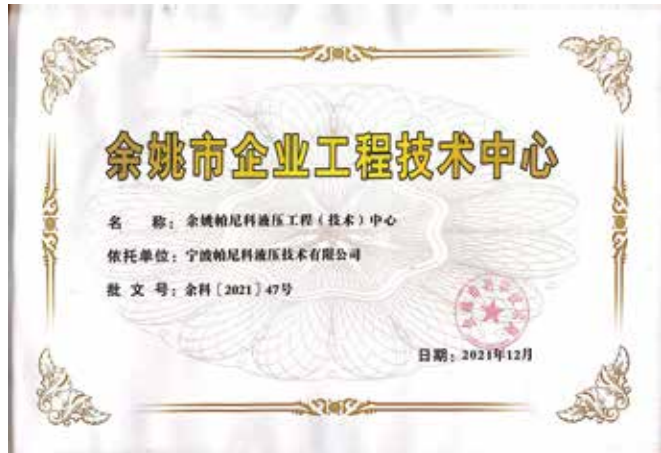 余姚市企业工程技术中心
名 称：余姚帕尼科液压工程（技术）中心
依托单位：宁波帕尼科液压技术有限公司
批 文 号：余科［2021］47号
日期：2021年12月